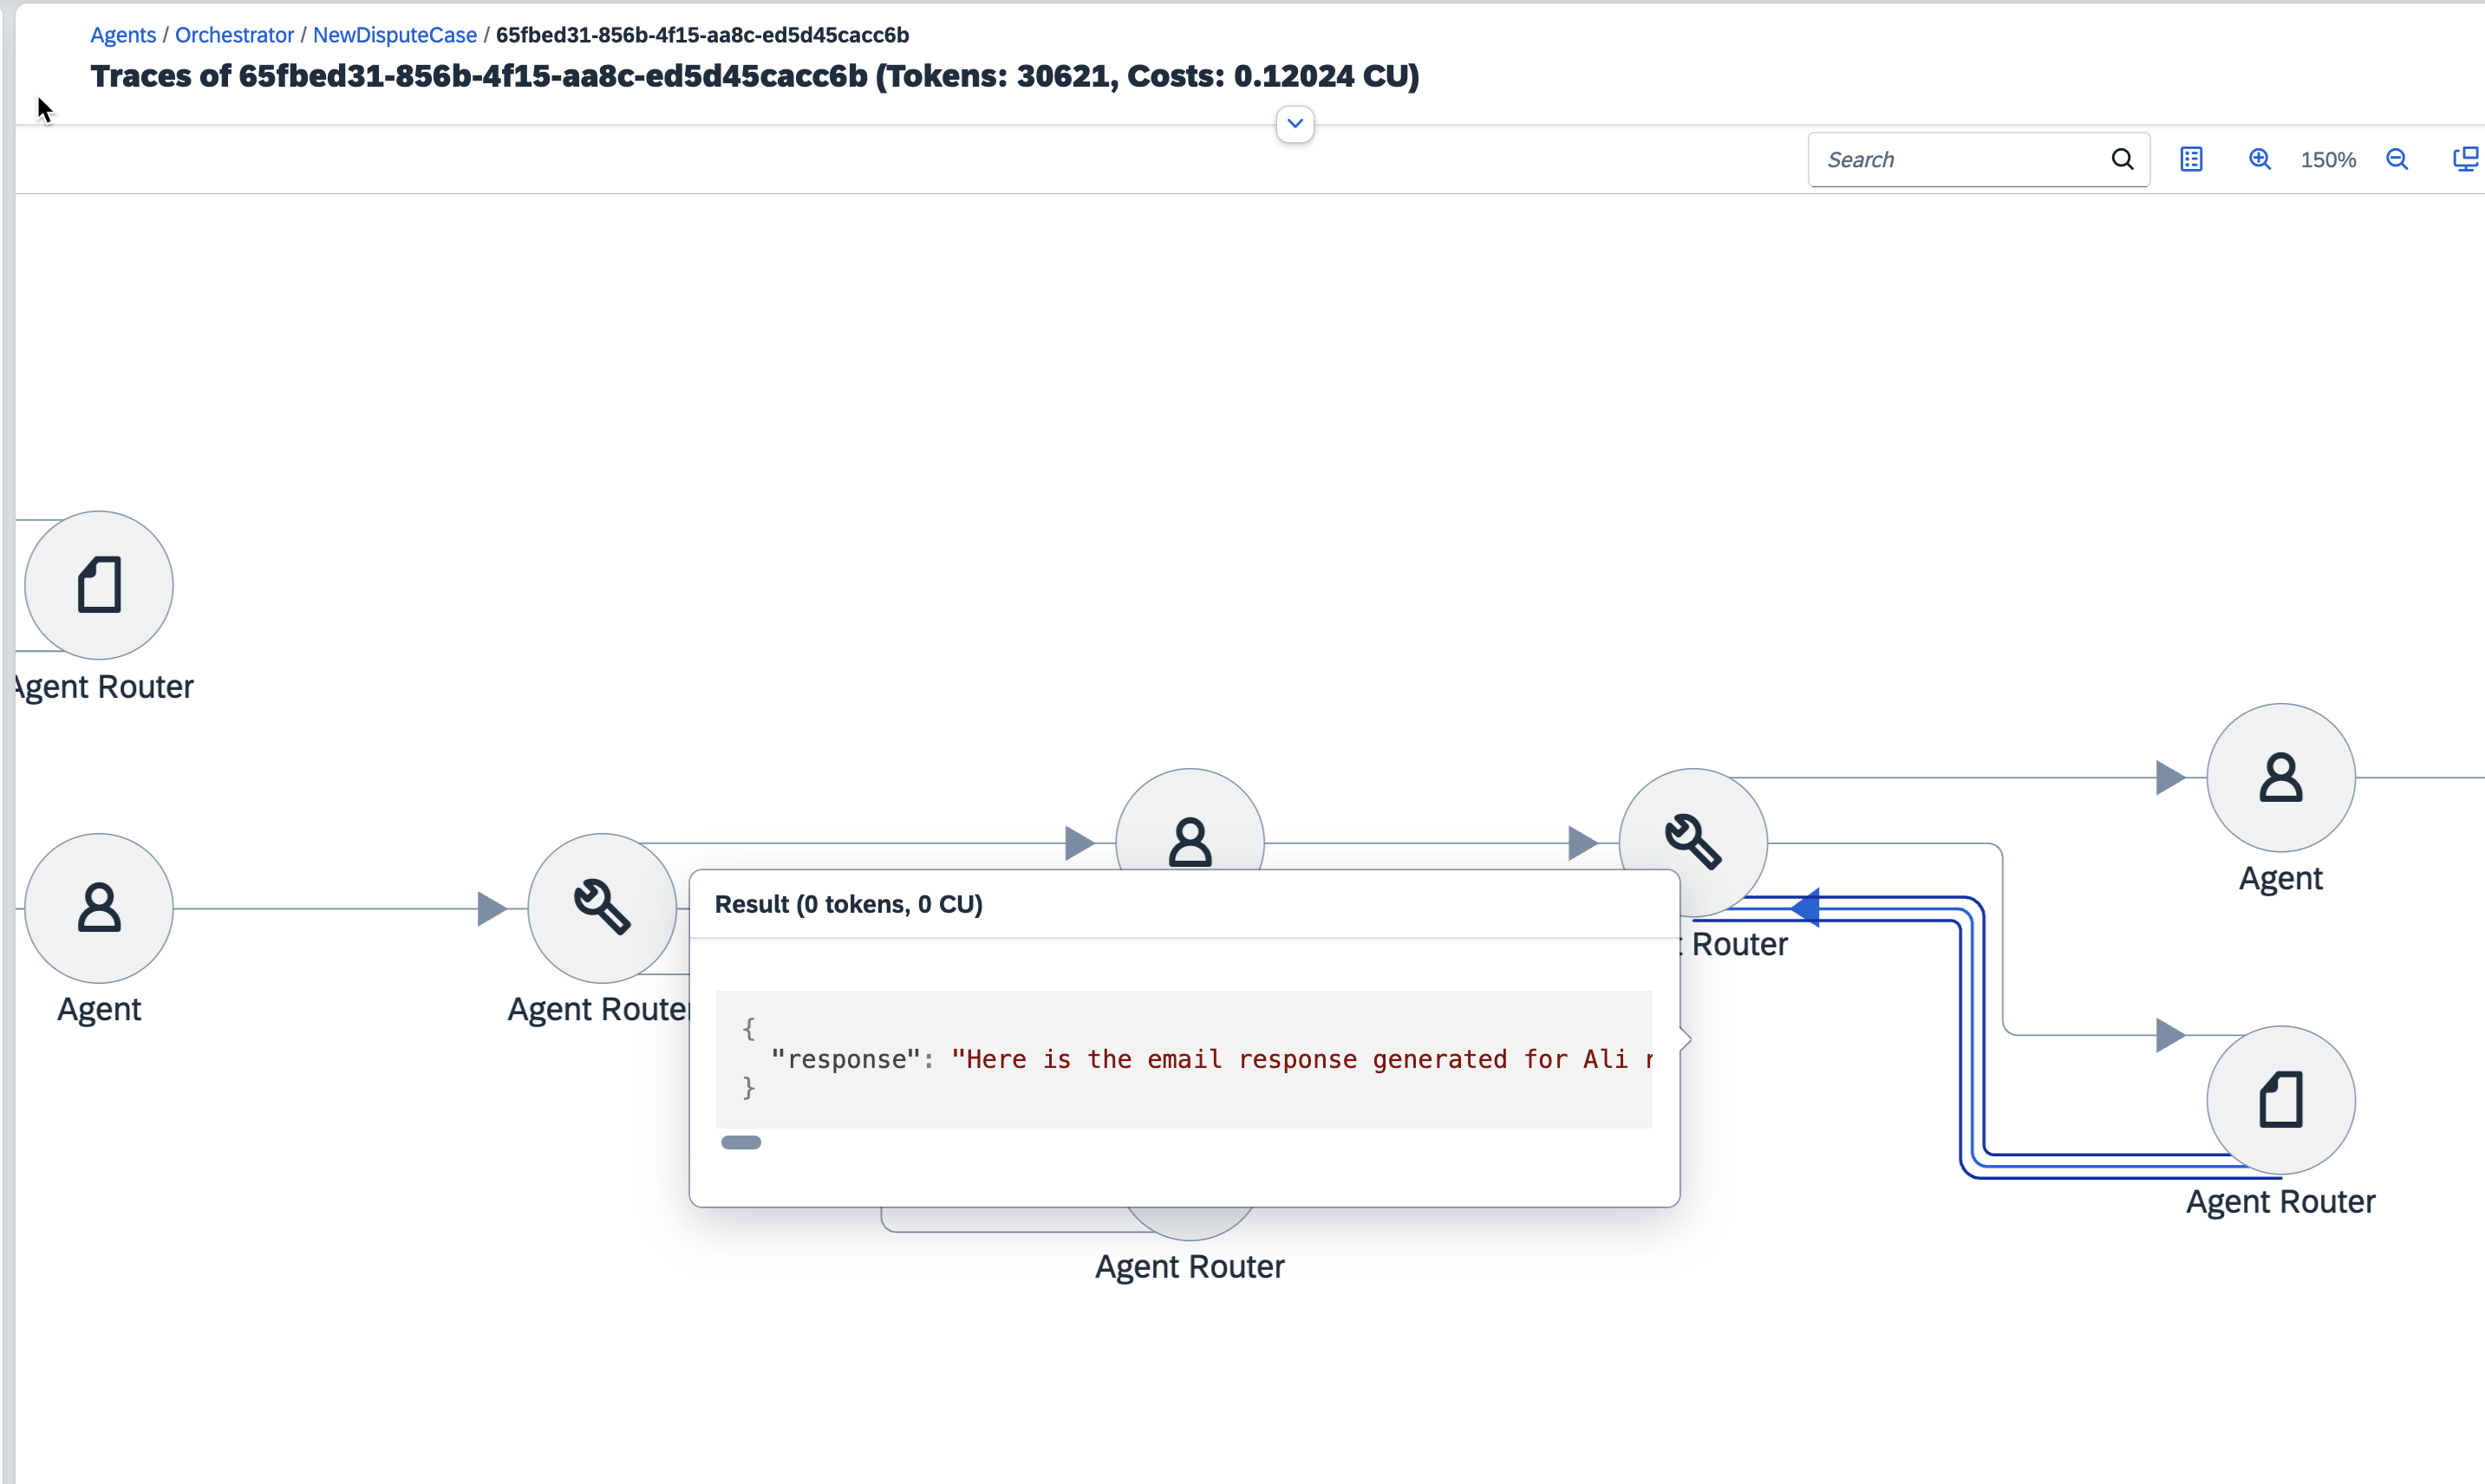 Agents / Orchestrator / NewDisputeCase / 65fbed31-856b-4f15-aa8c-ed5d45cacc6b
Traces of 65fbed31-856b-4f15-aa8c-ed5d45cacc6b (Tokens: 30621, Costs: 0.12024 CU)
Search
150%
Agent Router
Agent
Agent
Agent Router
Router
Result (0 tokens, 0 CU)
{
"response": "Here is the email response generated for Ali
}
Agent Router
Agent Router